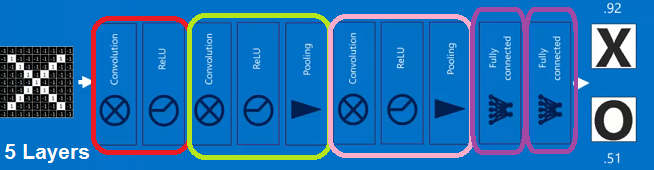 Convolution
ReLU
Convolution
ReLU
Pooling
Convolution
ReLU
Pooling
Fully
connected
Fully
connected
.92
X
O
.51
5 Layers